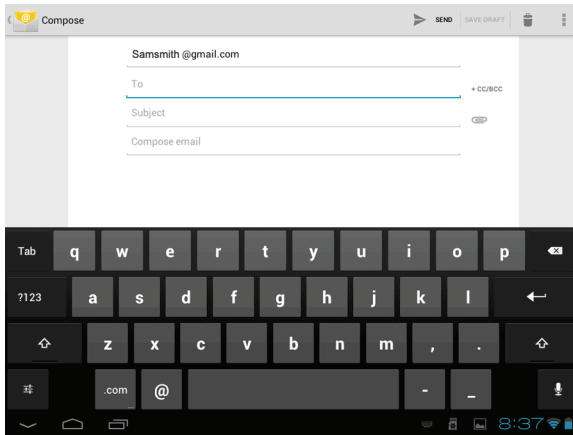 Compose SEND SAVE DRAFT
Samsmith @gmail.com
To
+ CC/BCC
Subject
Compose email
Tab q w e r t y u i o p
?123 a s d f g h j k l
z x c v b n m , .
.com @ - _
8:37